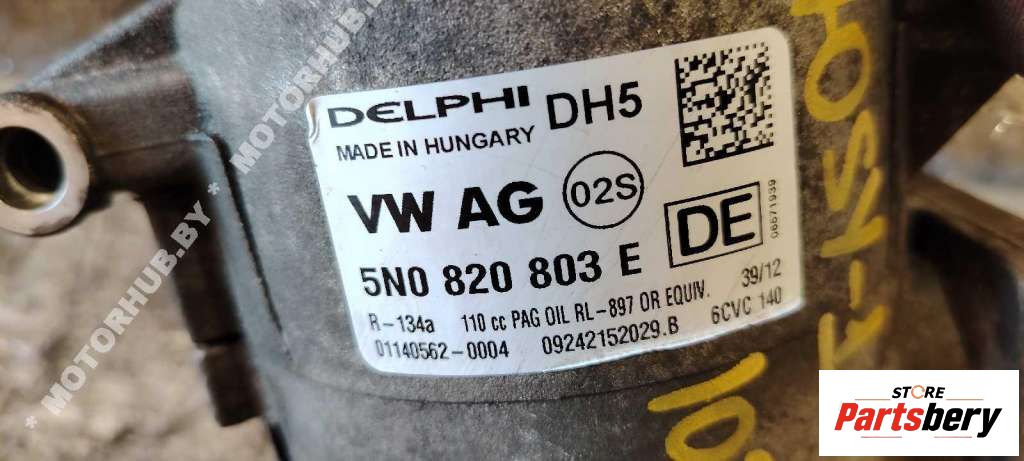 DELPHI DH5
MADE IN HUNGARY
VW AG 02S
5N0 820 803 E DE
06571939
39/12
R-134a 110 cc PAG OIL RL-897 OR EQUIV. 6CVC 140
01140562-0004 09242152029.B
* MOTORHUB.BY * MOTORHUB.BY
STORE
Partsbery